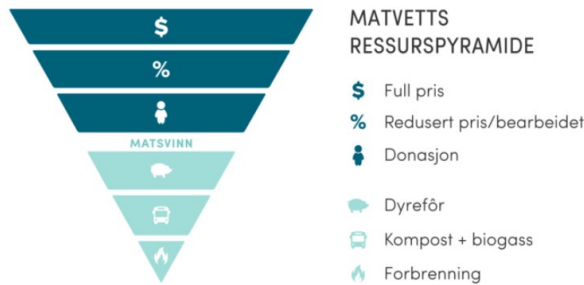 MATVETTS
RESSURSPYRAMIDE
$
%
MATSVINN
$ Full pris
% Redusert pris/bearbeidet
Donasjon
Dyrefôr
Kompost + biogass
Forbrenning